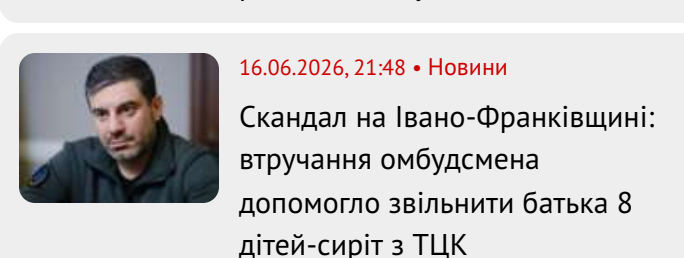 16.06.2026, 21:48 • Новини
Скандал на Івано-Франківщині:
втручання омбудсмена
допомогло звільнити батька 8
дітей-сиріт з ТЦК